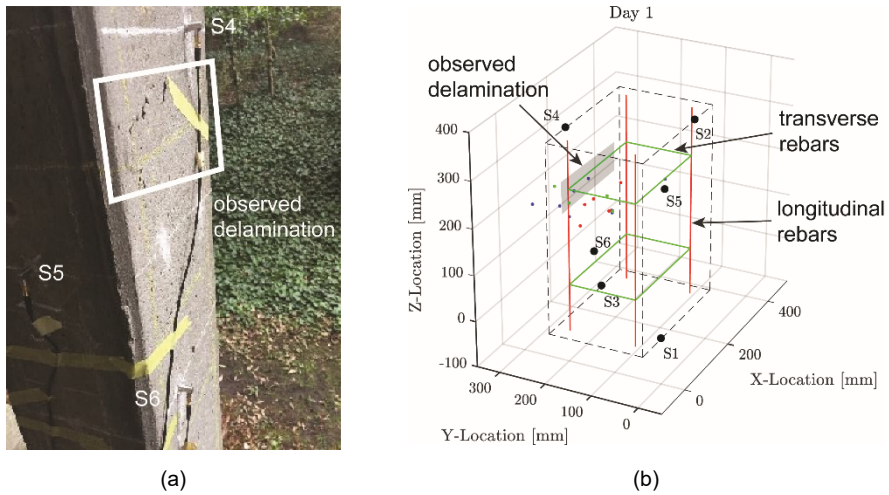 S4
observed
delamination
S5
S6
(a)
Day 1
observed
delamination
S4
S2
transverse
rebars
S5
longitudinal
rebars
S6
S3
S1
Z-Location [mm]
400
300
200
100
0
-100
Y-Location [mm]
300
200
100
0
X-Location [mm]
0
200
400
(b)